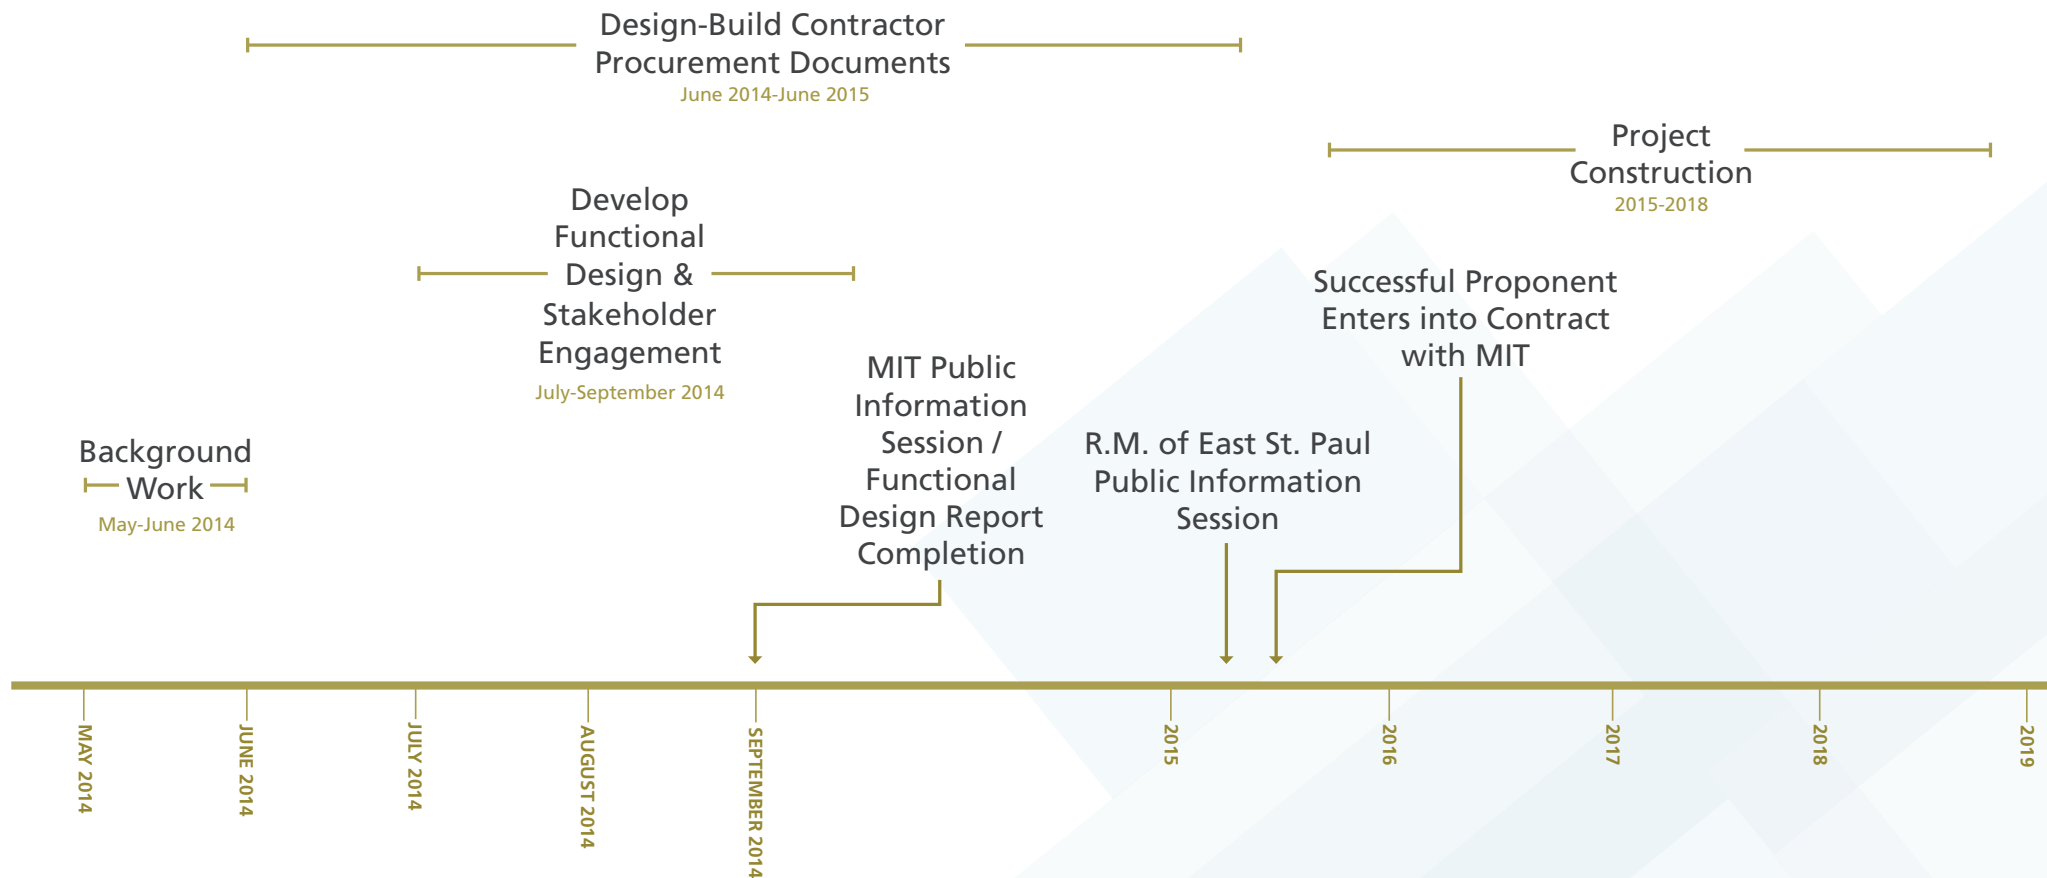 Design-Build Contractor
Procurement Documents
June 2014-June 2015
Project
Construction
2015-2018
Develop
Functional
Design &
Stakeholder
Engagement
July-September 2014
Successful Proponent
Enters into Contract
with MIT
MIT Public
Information
Session /
Functional
Design Report
Completion
R.M. of East St. Paul
Public Information
Session
Background
Work
May-June 2014
MAY 2014
JUNE 2014
JULY 2014
AUGUST 2014
SEPTEMBER 2014
2015
2016
2017
2018
2019